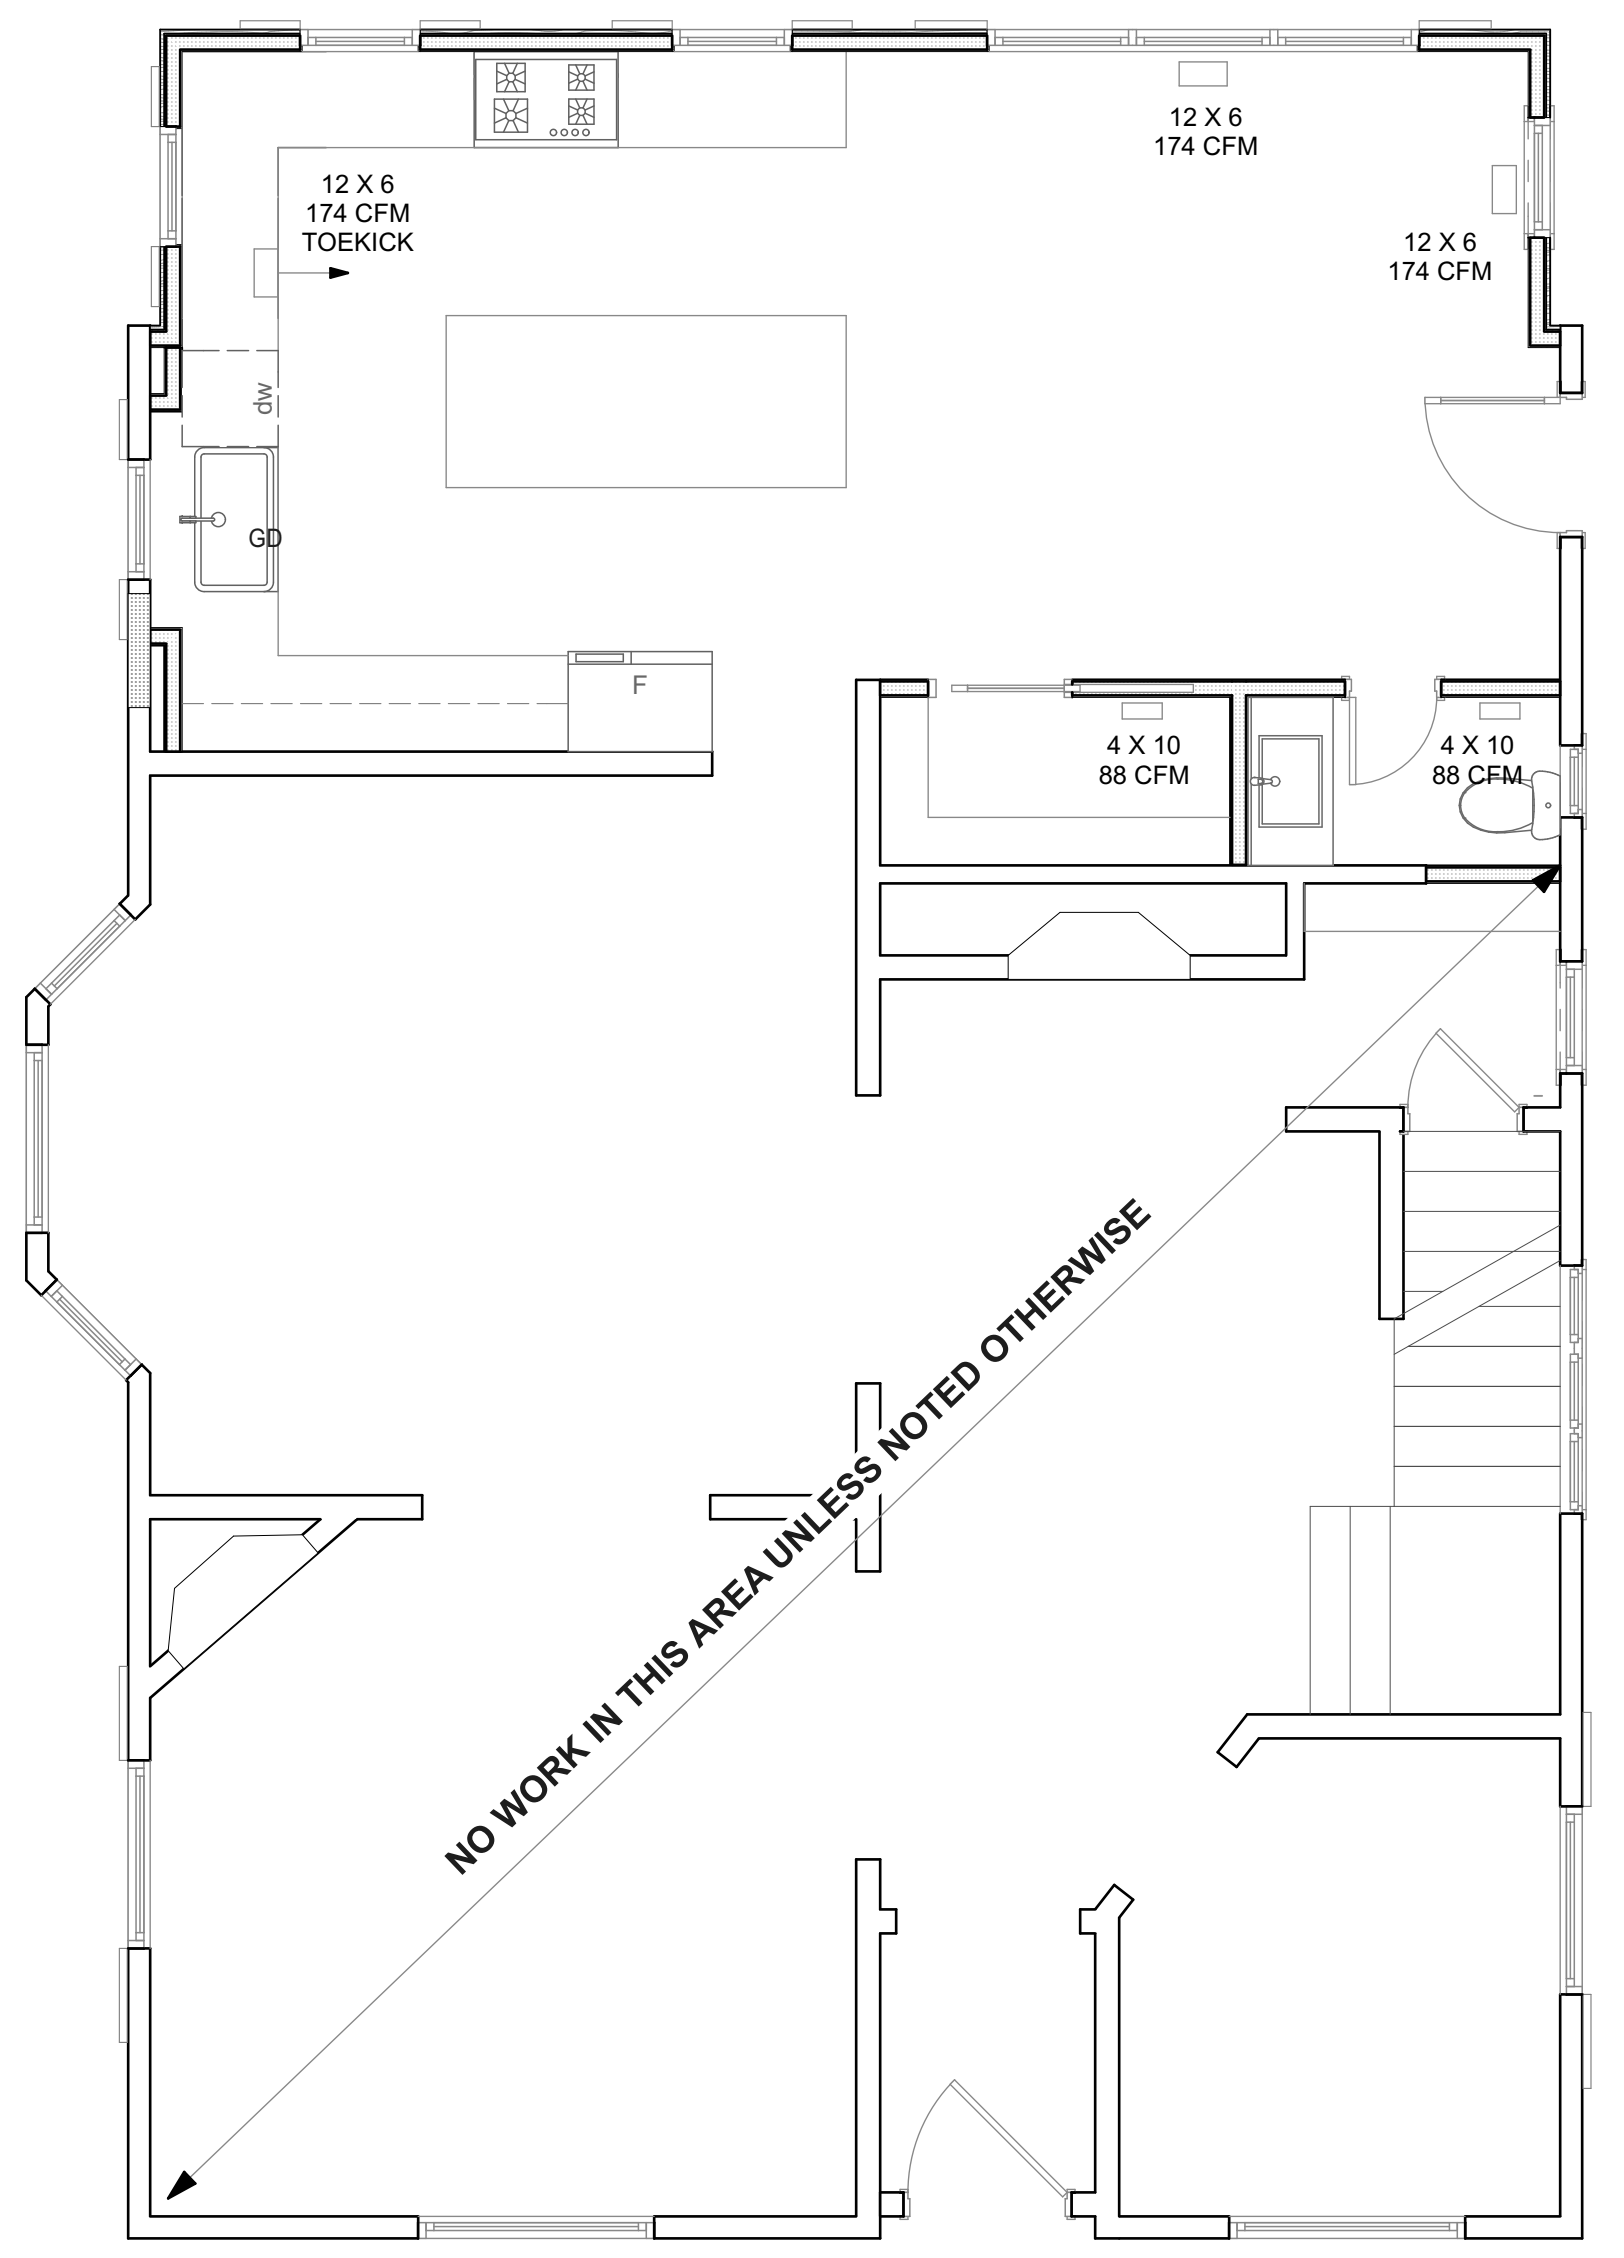 12 X 6
174 CFM
12 X 6
174 CFM
TOEKICK
12 X 6
174 CFM
dw
GD
F
4 X 10
88 CFM
4 X 10
88 CFM
NO WORK IN THIS AREA UNLESS NOTED OTHERWISE